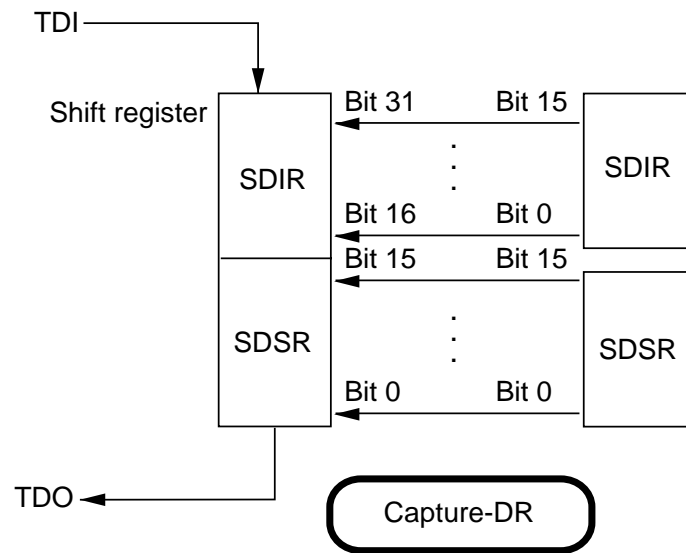 TDI
Shift register
Bit 31 Bit 15
SDIR
SDIR
Bit 16 Bit 0
Bit 15 Bit 15
SDSR
SDSR
Bit 0 Bit 0
TDO
Capture-DR